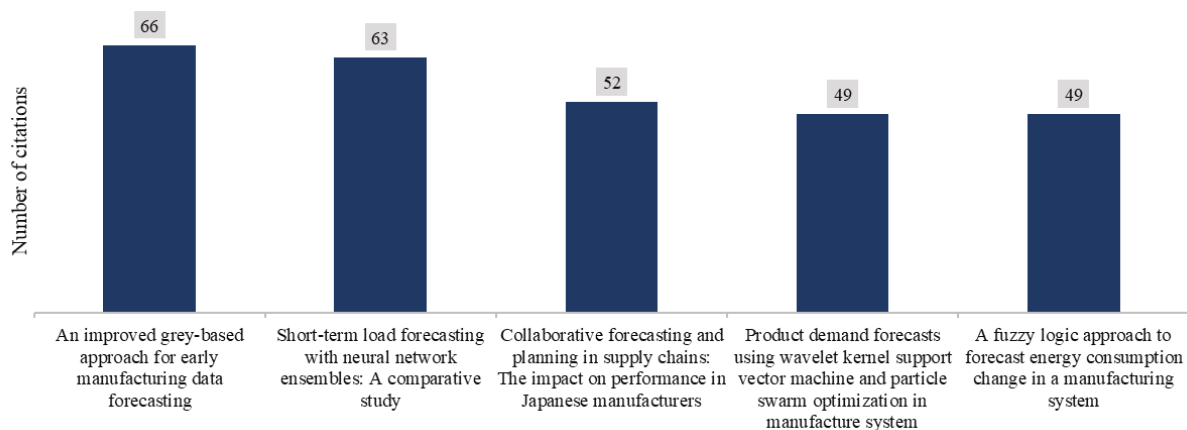 66
63
52
49
49
Number of citations
An improved grey-based
approach for early
manufacturing data
forecasting
Short-term load forecasting
with neural network
ensembles: A comparative
study
Collaborative forecasting and
planning in supply chains:
The impact on performance in
Japanese manufacturers
Product demand forecasts
using wavelet kernel support
vector machine and particle
swarm optimization in
manufacture system
A fuzzy logic approach to
forecast energy consumption
change in a manufacturing
system